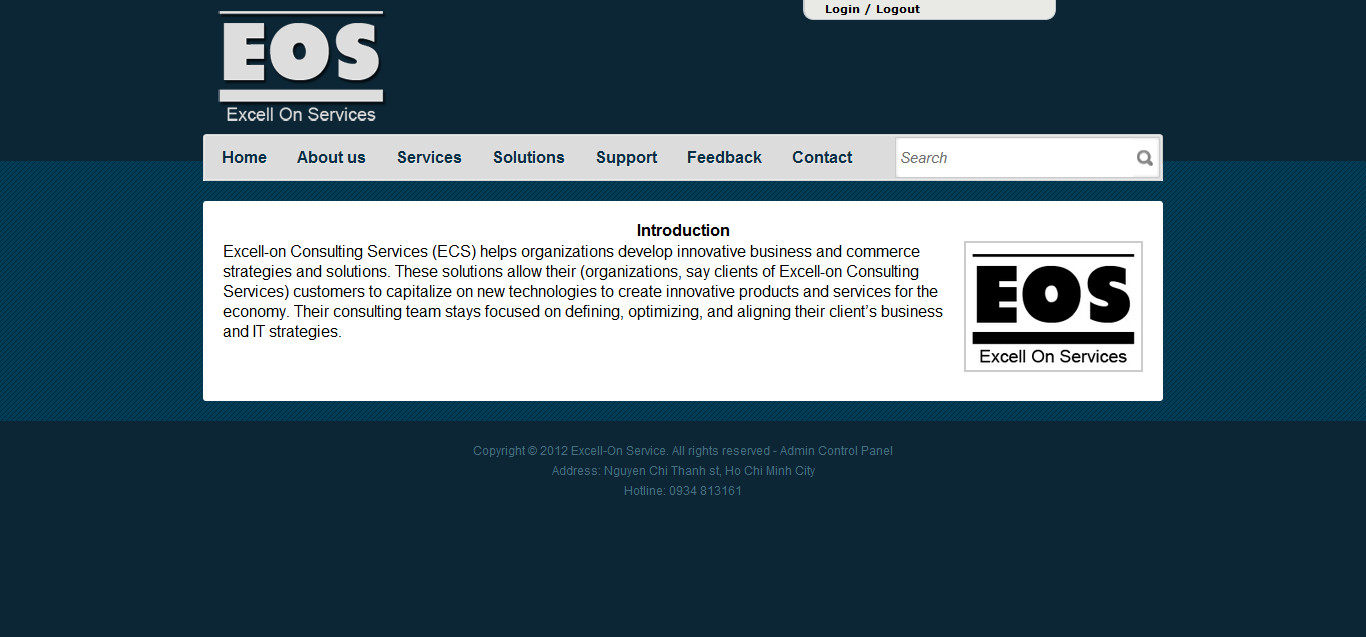 Login / Logout
EOS
Excell On Services
Home About us Services Solutions Support Feedback Contact Search
Introduction
Excell-on Consulting Services (ECS) helps organizations develop innovative business and commerce
strategies and solutions. These solutions allow their (organizations, say clients of Excell-on Consulting
Services) customers to capitalize on new technologies to create innovative products and services for the
economy. Their consulting team stays focused on defining, optimizing, and aligning their client’s business
and IT strategies.
EOS
Excell On Services
Copyright © 2012 Excell-On Service. All rights reserved - Admin Control Panel
Address: Nguyen Chi Thanh st, Ho Chi Minh City
Hotline: 0934 813161